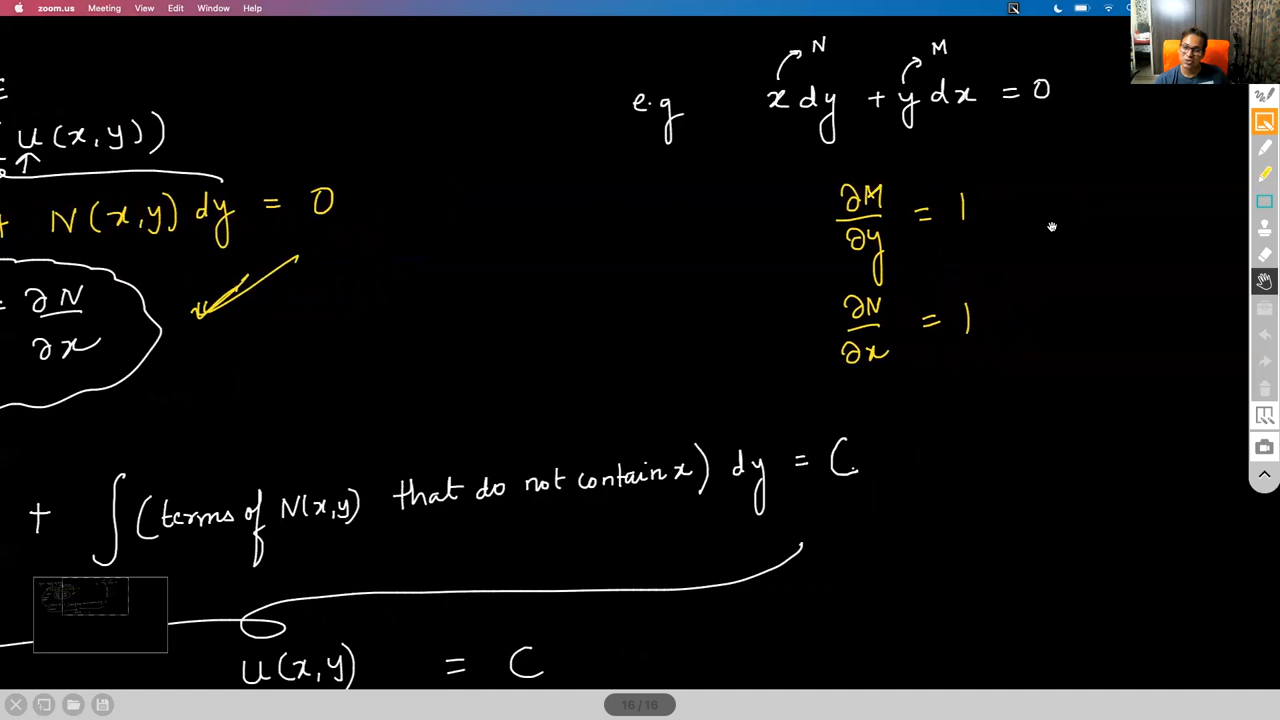 zoom.us Meeting View Edit Window Help
e.g x dy + y dx = 0
N
M
u(x,y))
N(x,y) dy = 0
∂M/∂y = 1
= ∂N/∂x
∂N/∂x = 1
+ ∫(terms of N(x,y) that do not contain x) dy = C
u(x,y) = C
16/16